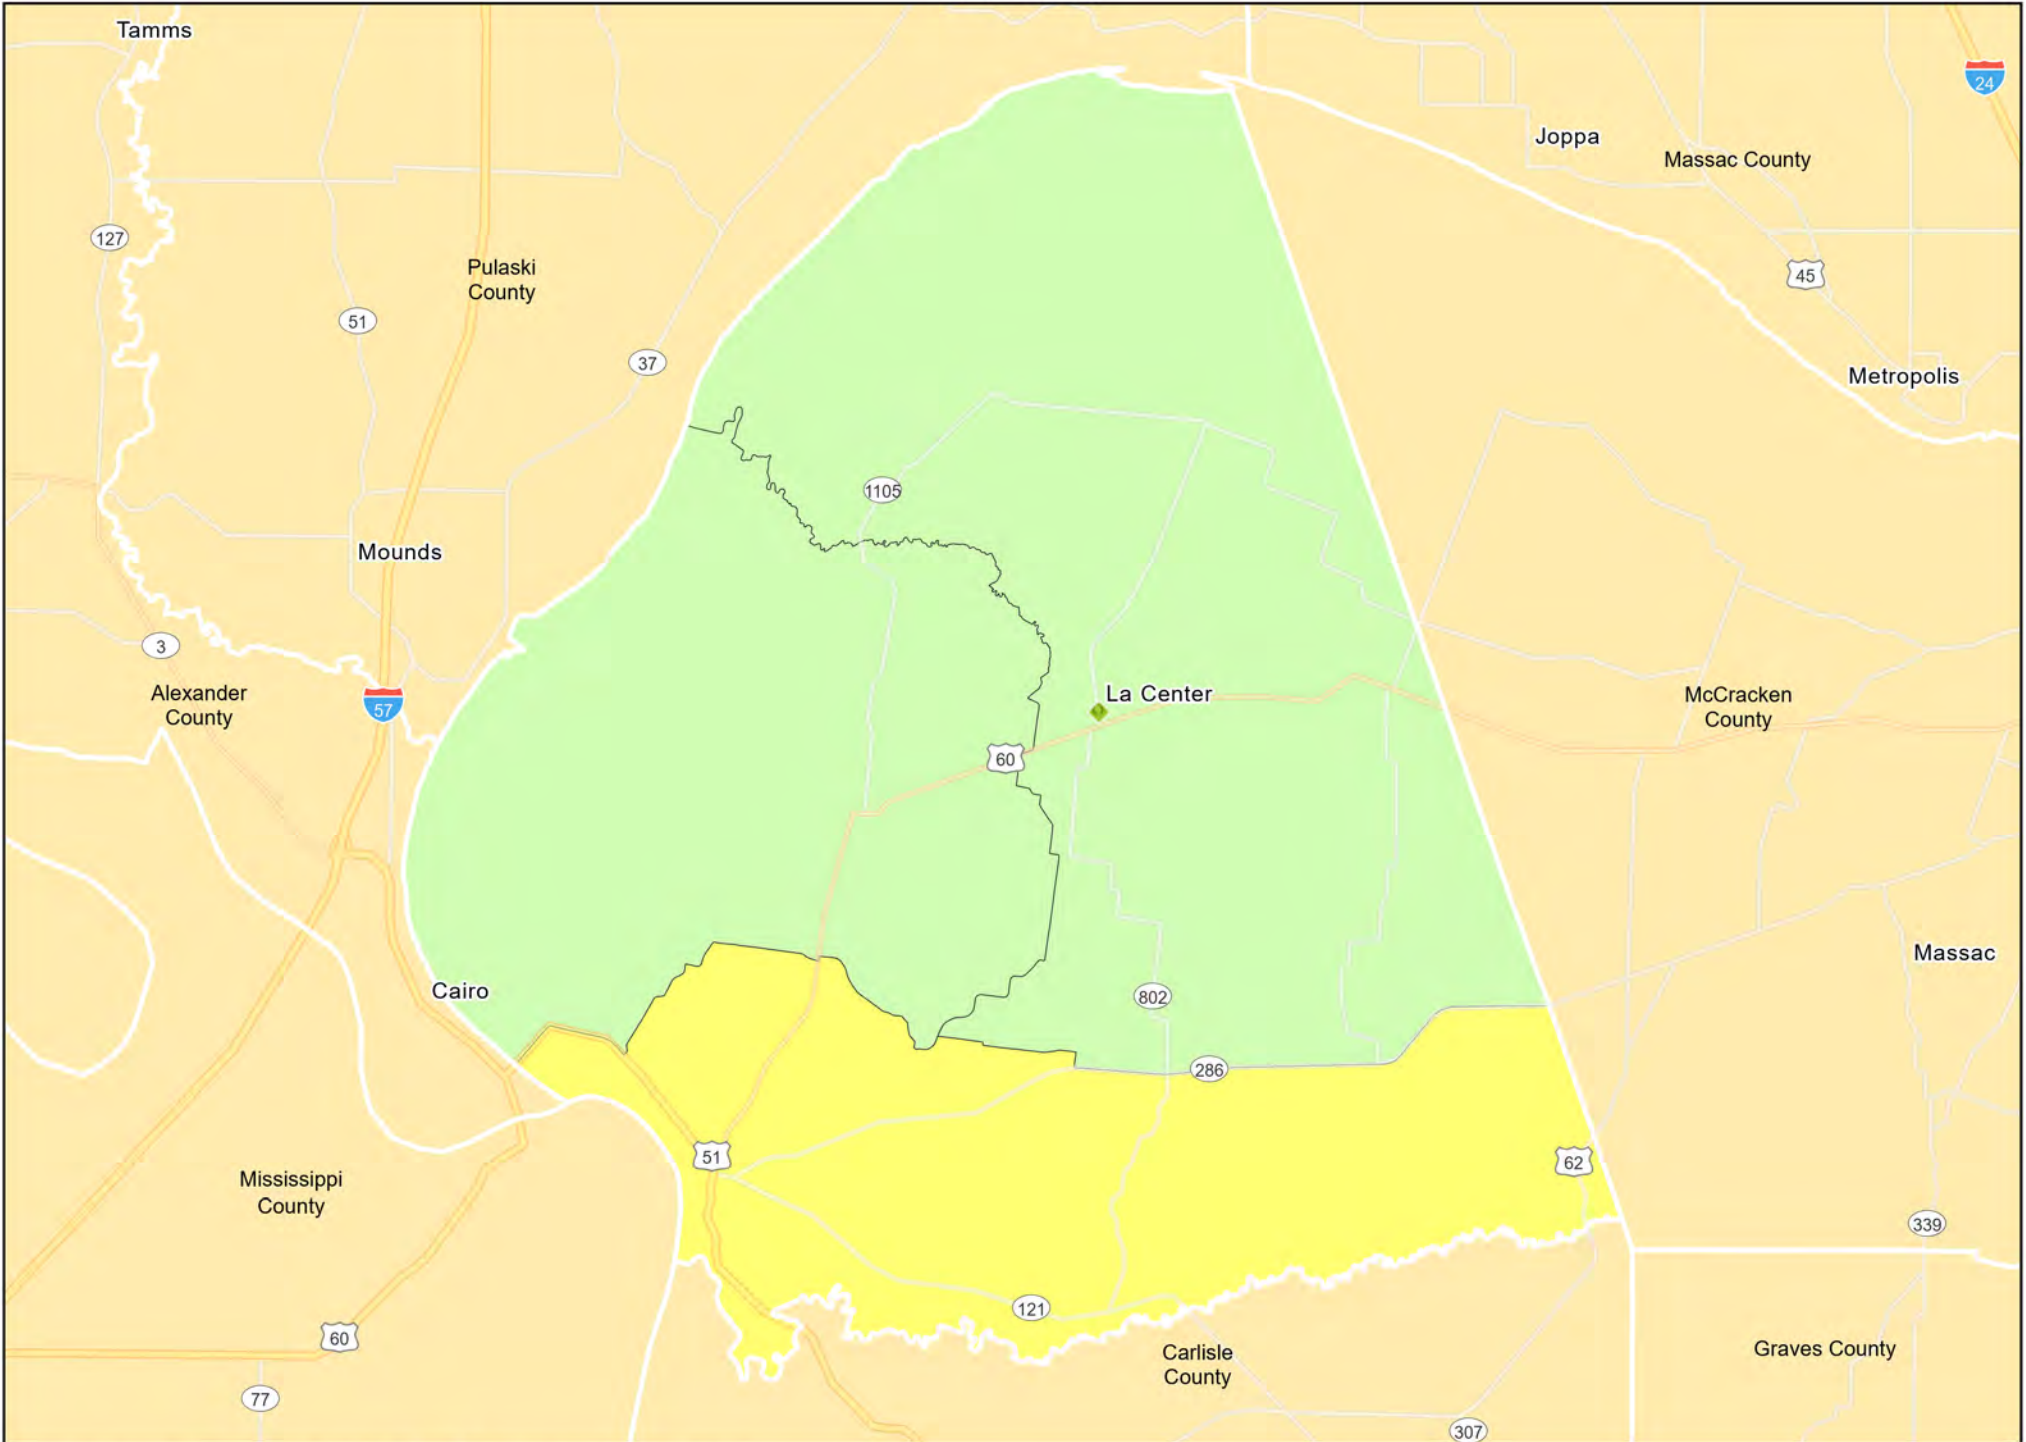 Tamms
24
Joppa
Massac County
127
Pulaski
County
45
51
37
Metropolis
1105
Mounds
3
Alexander
County
57
La Center
McCracken
County
60
Massac
Cairo
802
286
51
62
Mississippi
County
339
121
60
Carlisle
County
Graves County
77
307